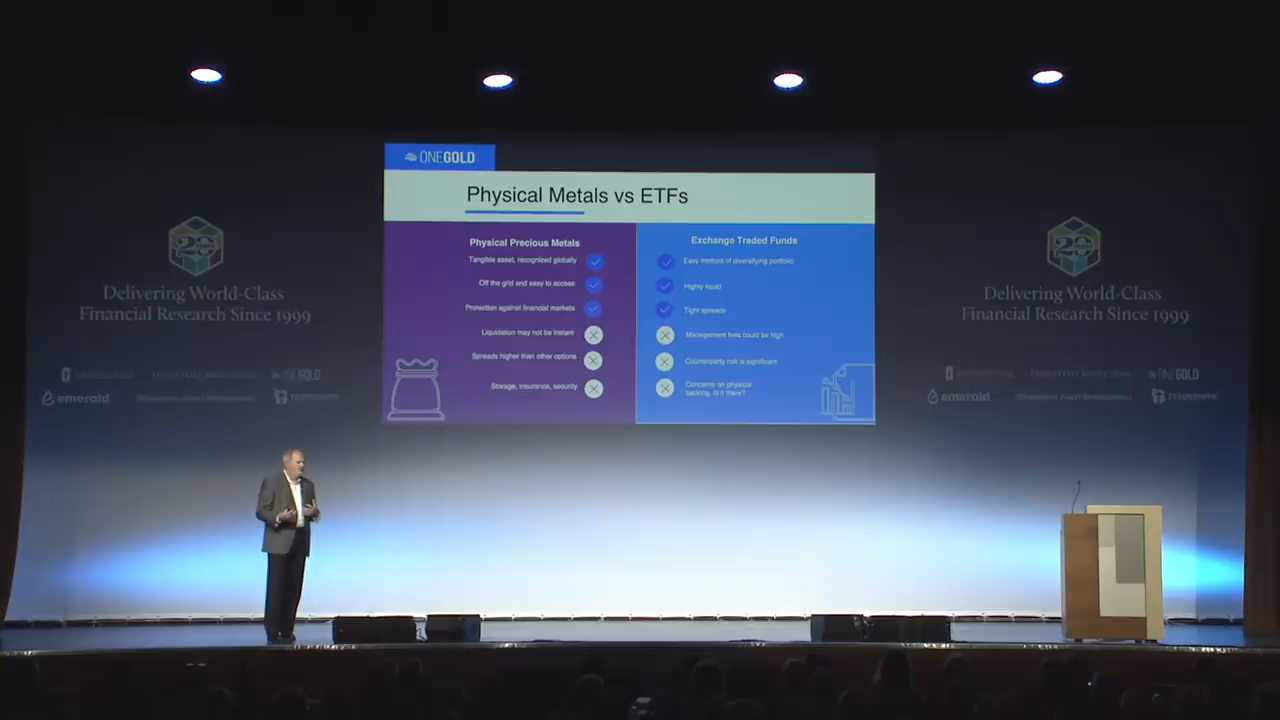 ONEGOLD
Physical Metals vs ETFs
Physical Precious Metals
Tangible asset, recognized globally
Off the grid and easy to access
Protection against financial markets
Liquidation may not be instant
Spreads higher than other options
Storage, insurance, security
Exchange Traded Funds
Easy method of diversifying portfolio
Highly liquid
Tight spreads
Management fees could be high
Counterparty risk is significant
Concerns on physical
backing. Is it there?
Delivering World-Class
Financial Research Since 1999
ONEGOLD
emerald
TRADESMITH
Delivering World-Class
Financial Research Since 1999
ONEGOLD
emerald
TRADESMITH